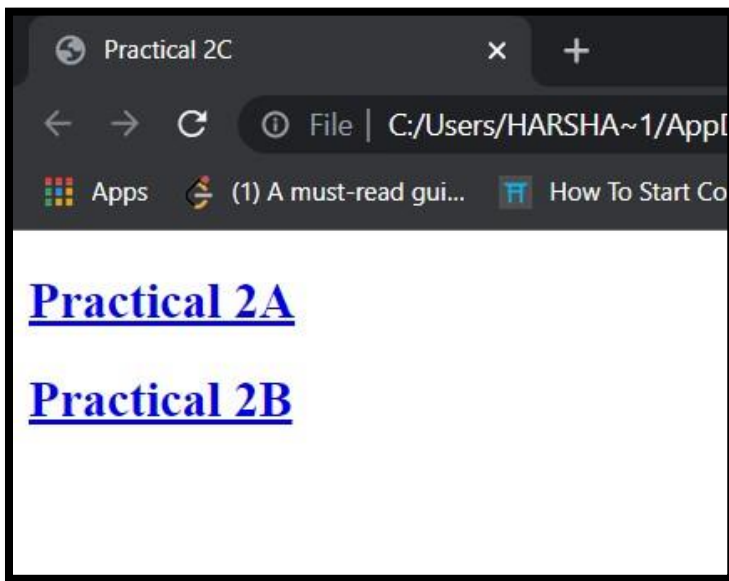 Practical 2C
File | C:/Users/HARSHA~1/App
Apps (1) A must-read gui... How To Start Co
Practical 2A
Practical 2B